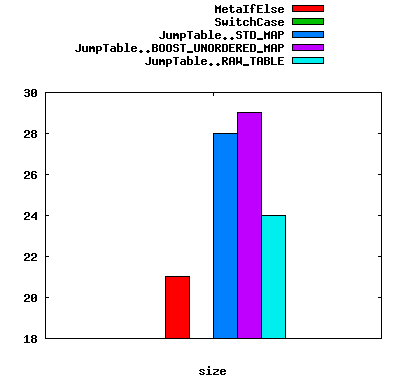 MetaIfElse
SwitchCase
JumpTable..STD_MAP
JumpTable..BOOST_UNORDERED_MAP
JumpTable..RAW_TABLE
30
28
26
24
22
20
18
size